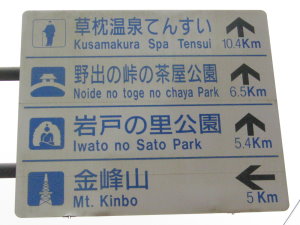 草枕温泉てんすい
Kusamakura Spa Tensui 10.4Km
野出の峠の茶屋公園
Noide no toge no chaya Park 6.5Km
岩戸の里公園
Iwato no Sato Park 5.4Km
金峰山
Mt. Kinbo 5Km